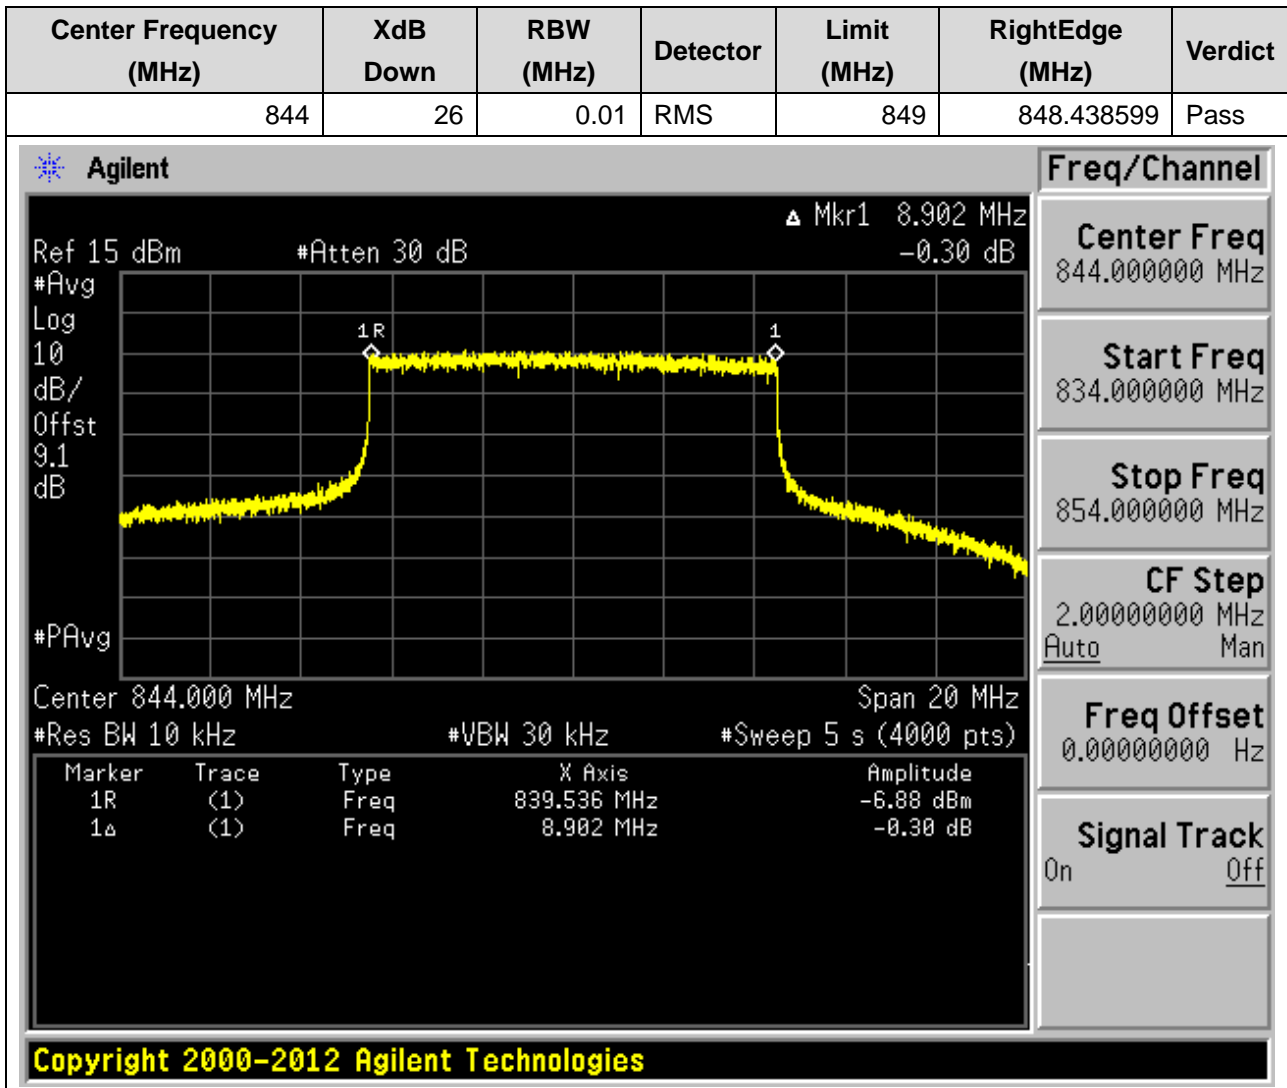 Center Frequency (MHz) XdB Down RBW (MHz) Detector Limit (MHz) RightEdge (MHz) Verdict
844 26 0.01 RMS 849 848.438599 Pass
Agilent
Freq/Channel
Δ Mkr1 8.902 MHz
Ref 15 dBm #Atten 30 dB -0.30 dB
#Avg
Log
10
dB/
Offst
9.1
dB
#PAvg
1R
1
Center 844.000 MHz Span 20 MHz
#Res BW 10 kHz #VBW 30 kHz #Sweep 5 s (4000 pts)
Marker Trace Type X Axis Amplitude
1R (1) Freq 839.536 MHz -6.88 dBm
1Δ (1) Freq 8.902 MHz -0.30 dB
Center Freq
844.000000 MHz
Start Freq
834.000000 MHz
Stop Freq
854.000000 MHz
CF Step
2.00000000 MHz
Auto Man
Freq Offset
0.00000000 Hz
Signal Track
On Off
Copyright 2000-2012 Agilent Technologies